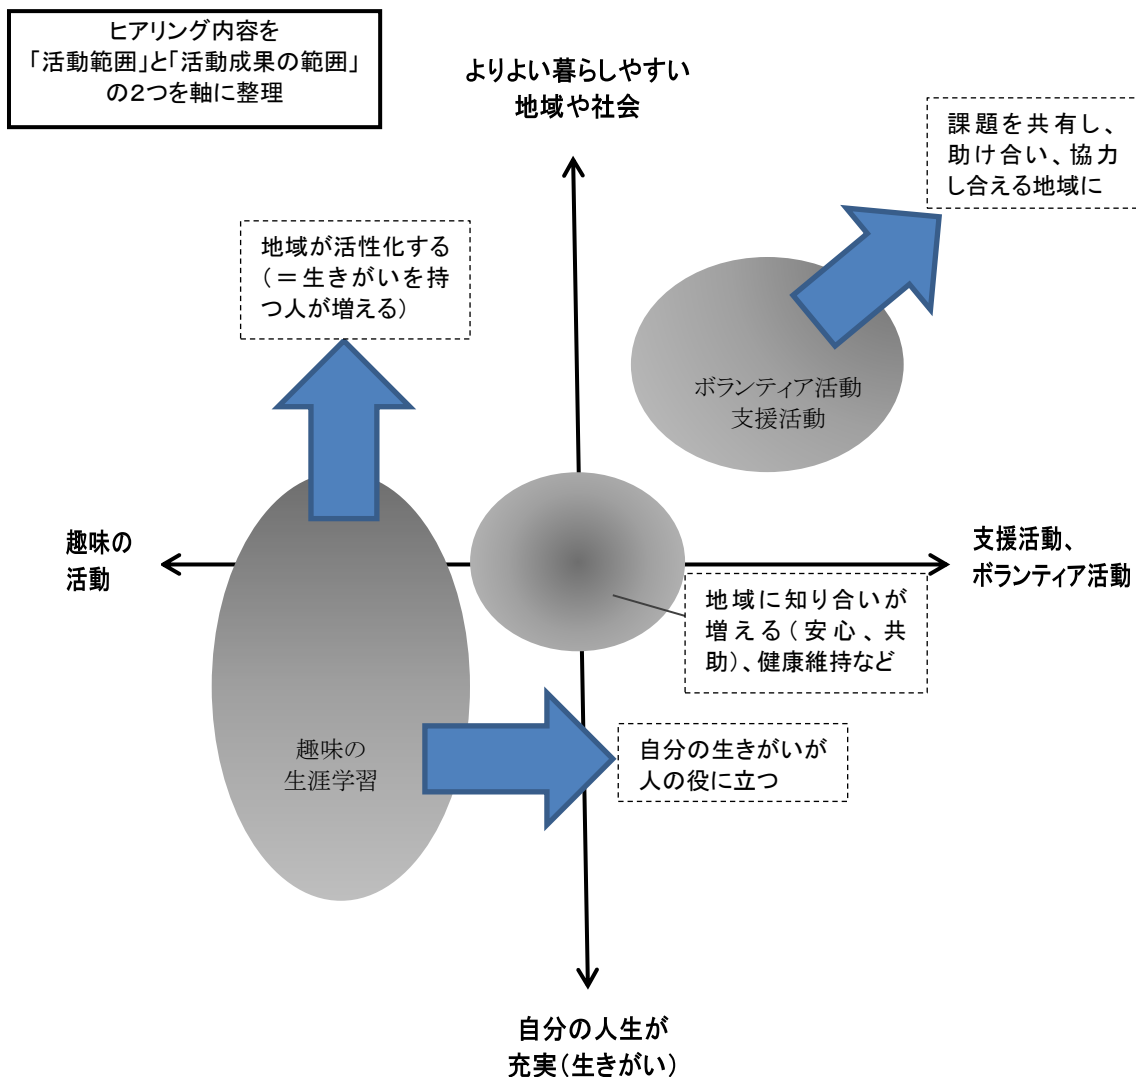 ヒアリング内容を
「活動範囲」と「活動成果の範囲」
の２つを軸に整理
よりよい暮らしやすい
地域や社会
課題を共有し、
助け合い、協力
し合える地域に
地域が活性化する
（＝生きがいを持
つ人が増える）
ボランティア活動
支援活動
趣味の
活動
支援活動、
ボランティア活動
地域に知り合いが
増える（安心、共
助）、健康維持など
趣味の
生涯学習
自分の生きがいが
人の役に立つ
自分の人生が
充実（生きがい）